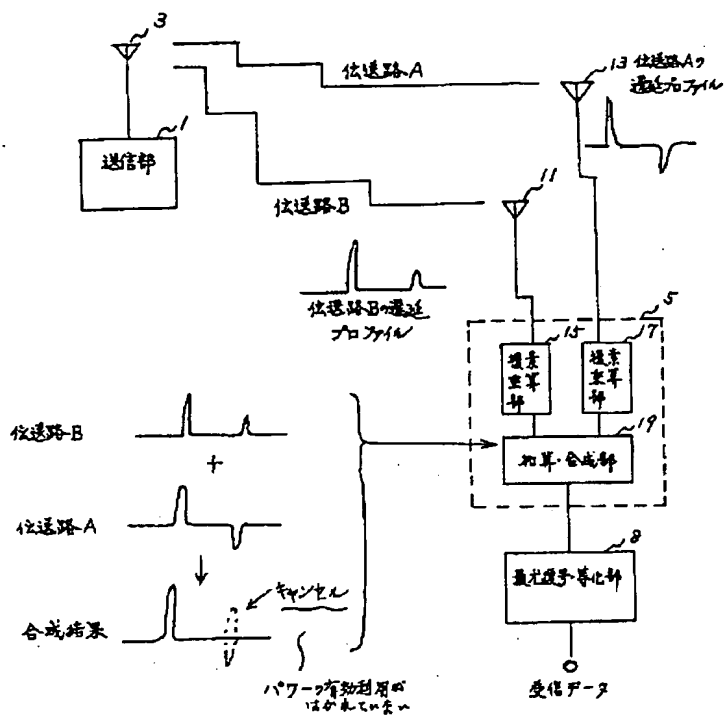 3
伝送路A
13
伝送路Aの
遅延プロファイル
1
送信部
伝送路B
11
伝送路Bの遅延
プロファイル
5
15
複素
乗算
部
17
複素
乗算
部
19
加算・合成部
伝送路B
+
伝送路A
合成結果
キャンセル
パワーの有効利用が
はかれていない
8
最尤復号・等化部
受信データ